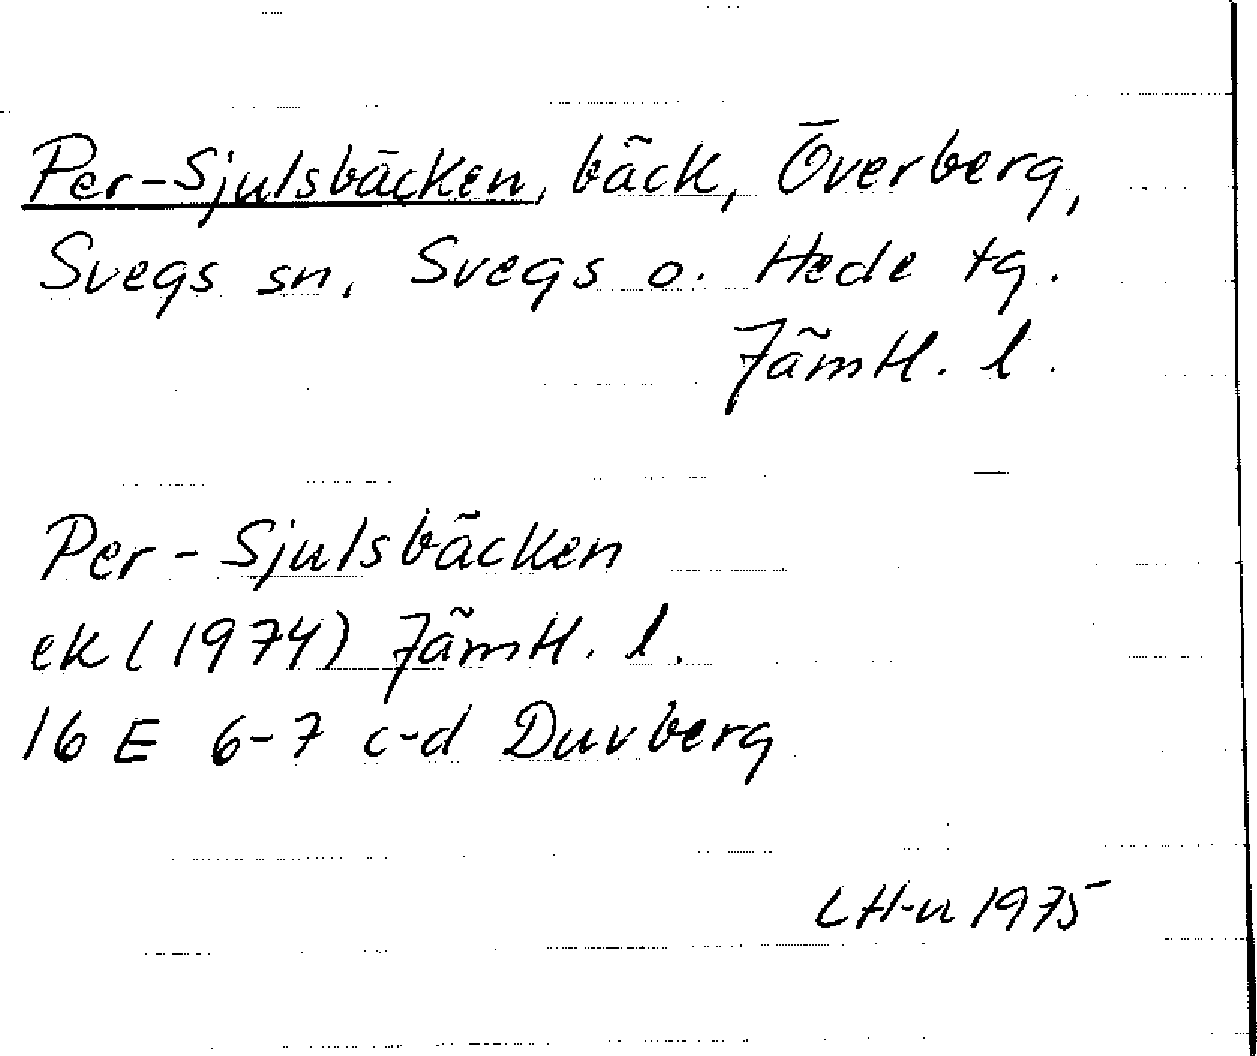 Per-Sjulsbäcken, bäck, Överberg,
Svegs sn, Svegs o. Hede tg.
Jämtl. l.
Per-Sjulsbäcken
ek (1974) Jämtl. l.
16 E 6-7 c-d Duvberg
LH-n 1975